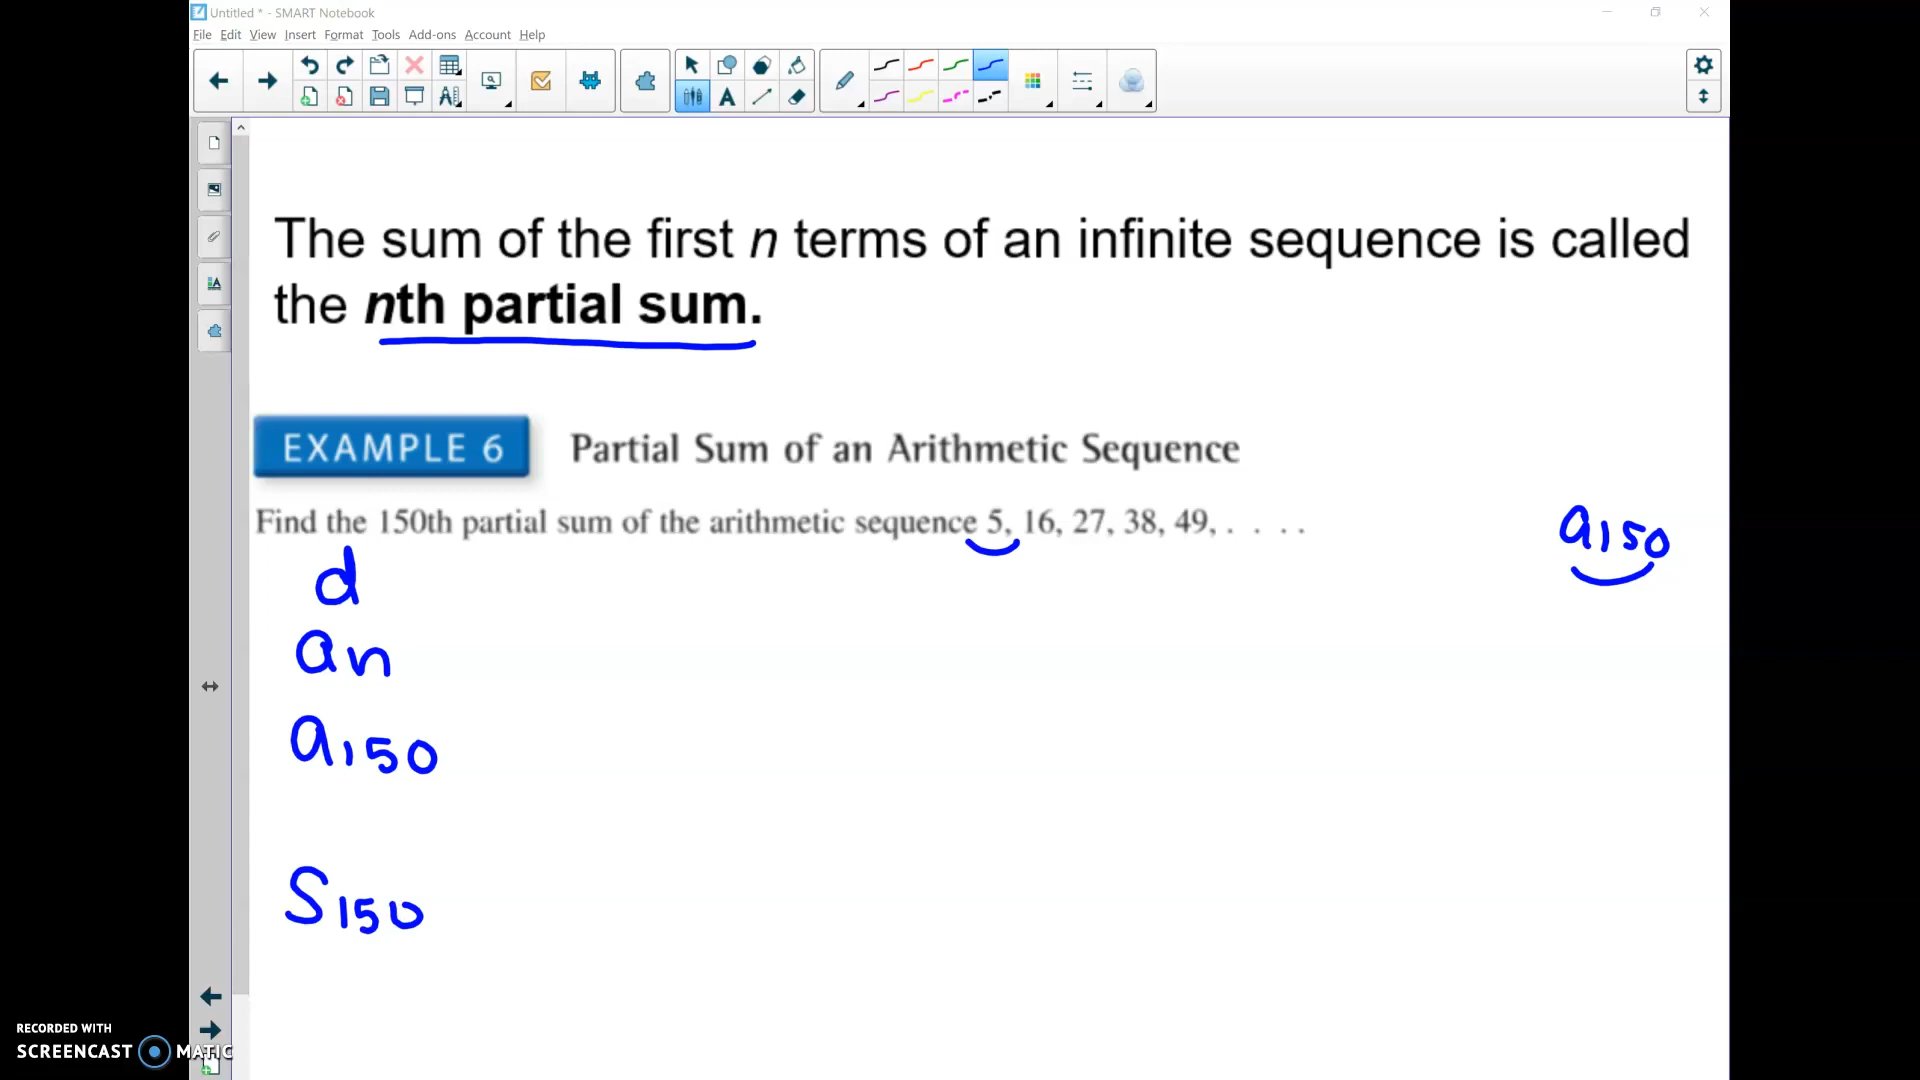 Untitled * - SMART Notebook
File Edit View Insert Format Tools Add-ons Account Help
The sum of the first n terms of an infinite sequence is called
the nth partial sum.
EXAMPLE 6 Partial Sum of an Arithmetic Sequence
Find the 150th partial sum of the arithmetic sequence 5, 16, 27, 38, 49, . . . .
a150
d
an
a150
S150
RECORDED WITH
SCREENCAST MATIC